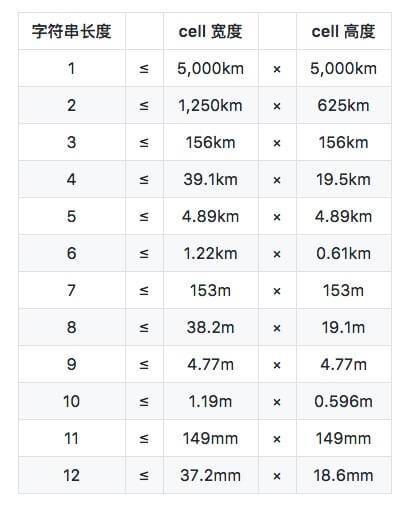 字符串长度 cell 宽度 cell 高度
1 ≤ 5,000km × 5,000km
2 ≤ 1,250km × 625km
3 ≤ 156km × 156km
4 ≤ 39.1km × 19.5km
5 ≤ 4.89km × 4.89km
6 ≤ 1.22km × 0.61km
7 ≤ 153m × 153m
8 ≤ 38.2m × 19.1m
9 ≤ 4.77m × 4.77m
10 ≤ 1.19m × 0.596m
11 ≤ 149mm × 149mm
12 ≤ 37.2mm × 18.6mm